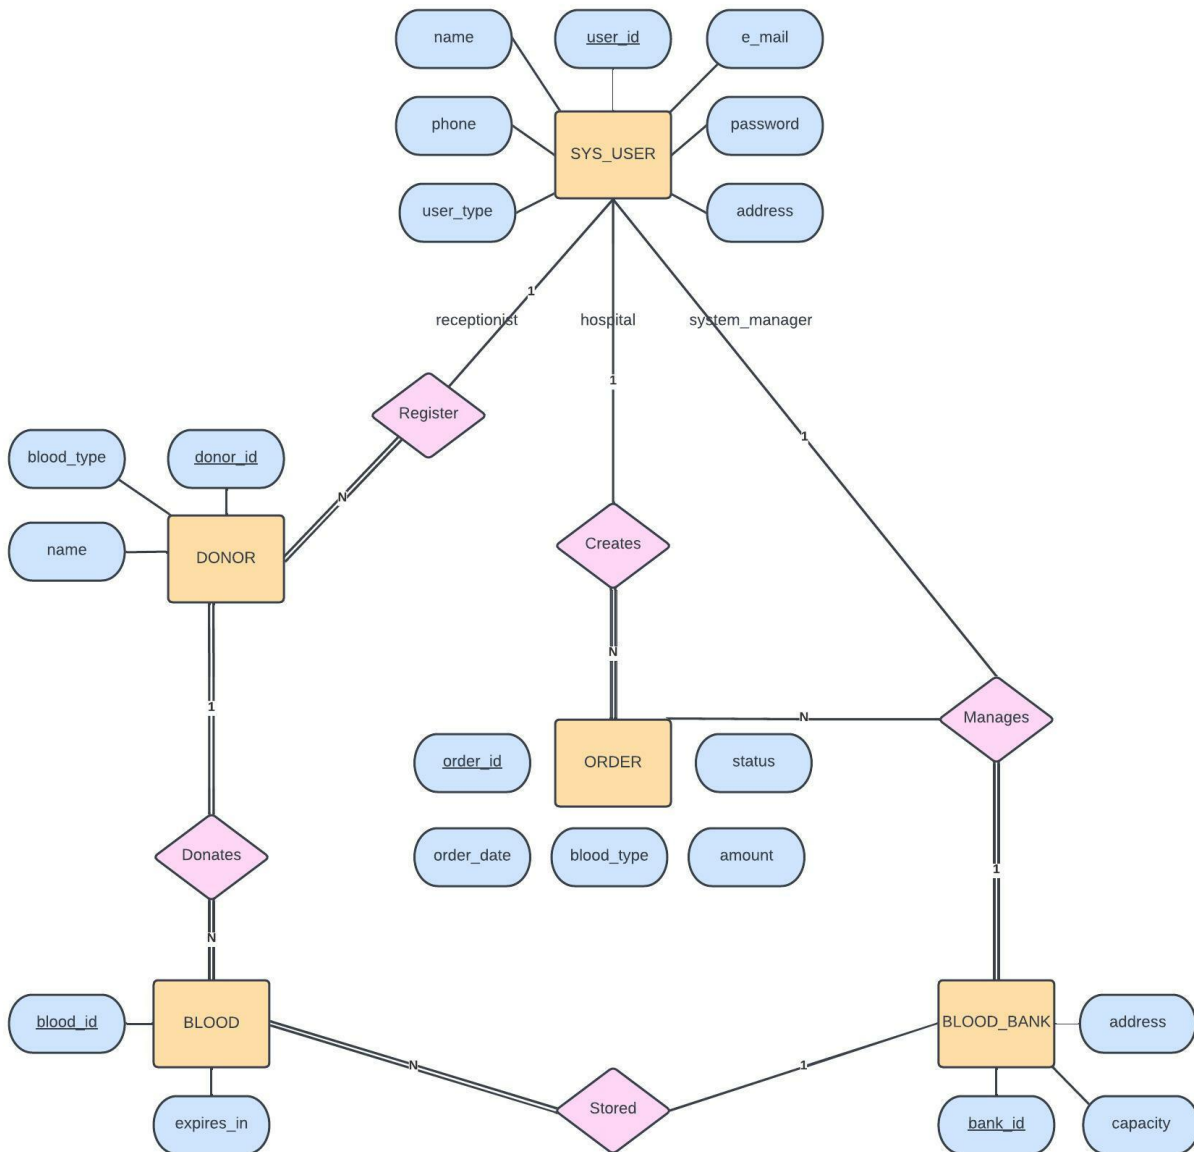 name
user_id
e_mail
phone
SYS_USER
password
user_type
address
1
receptionist
hospital
system_manager
1
Register
1
blood_type
donor_id
N
name
DONOR
Creates
N
1
N
Manages
order_id
ORDER
status
Donates
order_date
blood_type
amount
1
N
blood_id
BLOOD
BLOOD_BANK
address
N
1
expires_in
Stored
bank_id
capacity